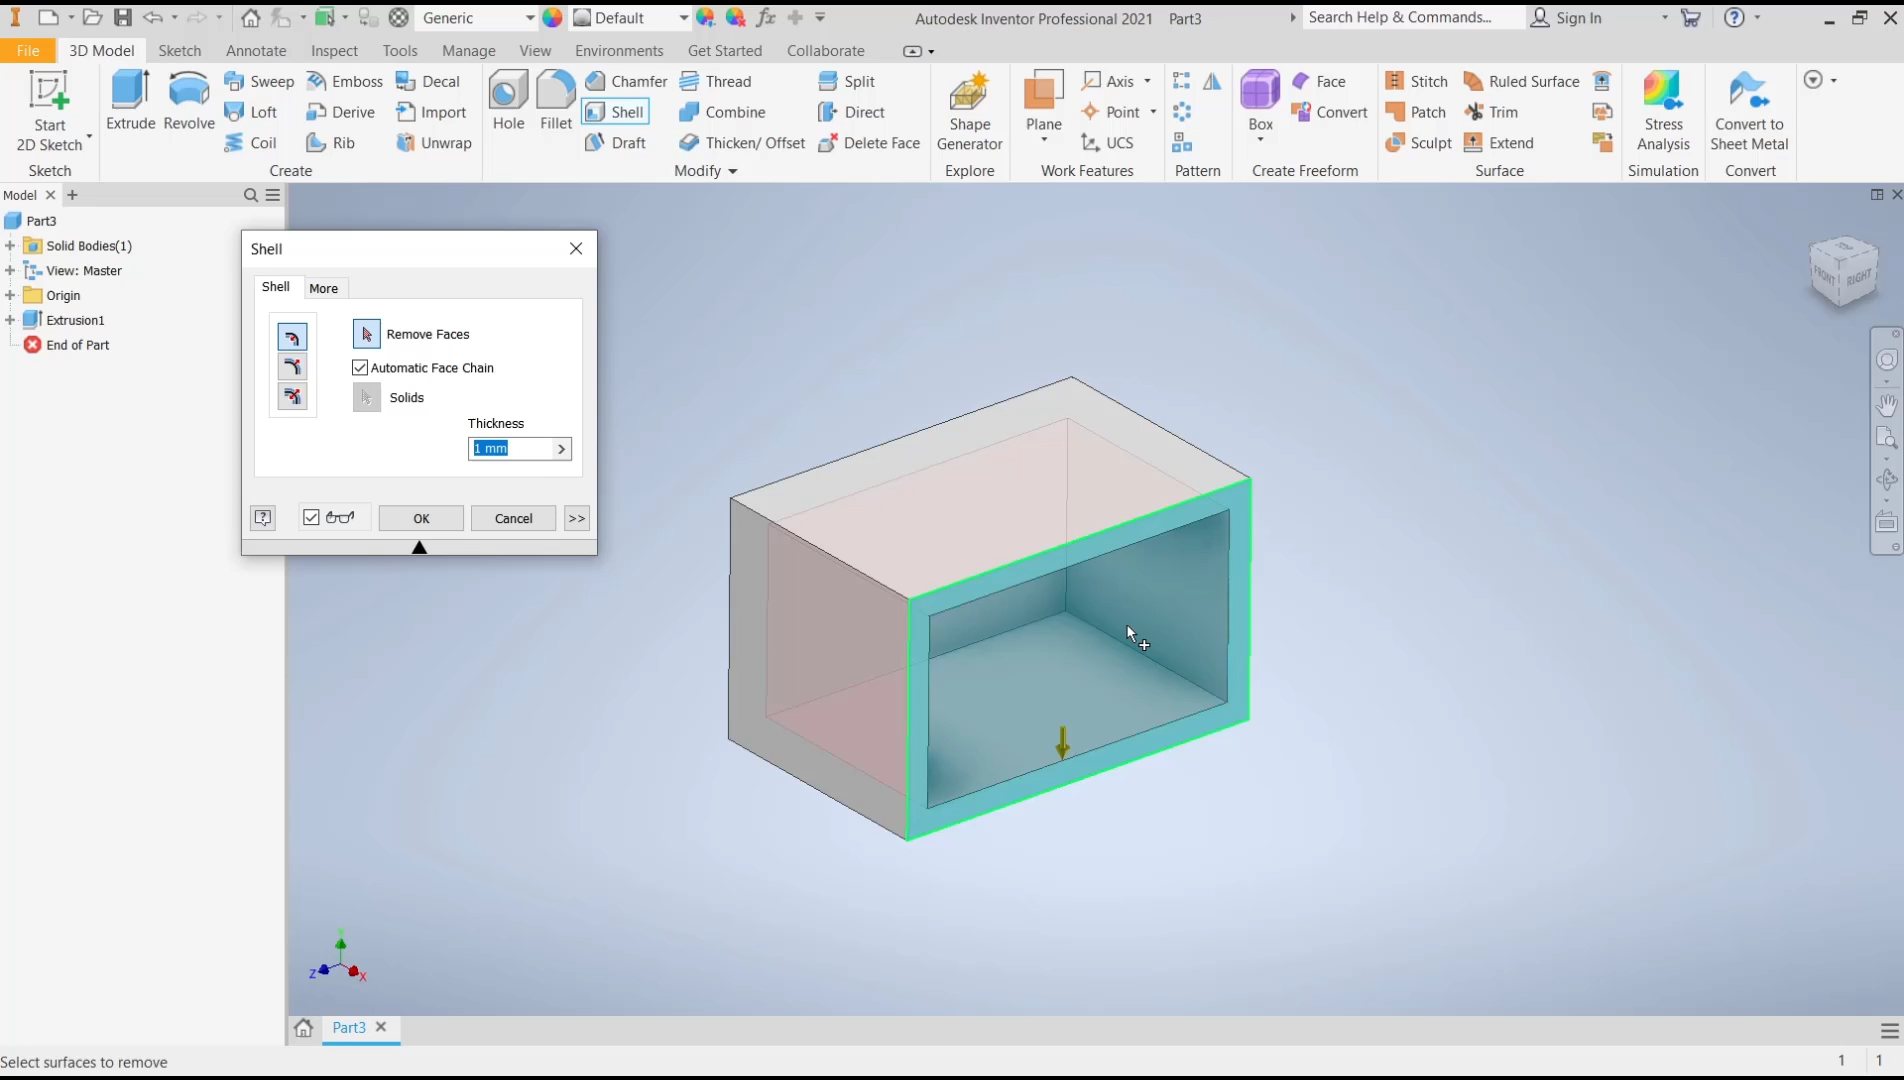 Generic
Default
Autodesk Inventor Professional 2021 Part3
Search Help & Commands...
Sign In
File 3D Model Sketch Annotate Inspect Tools Manage View Environments Get Started Collaborate
Start
2D Sketch
Sketch
Extrude
Revolve
Sweep
Loft
Coil
Emboss
Derive
Rib
Decal
Import
Unwrap
Create
Hole
Fillet
Chamfer
Shell
Draft
Thread
Combine
Thicken/ Offset
Split
Direct
Delete Face
Modify
Shape
Generator
Explore
Plane
Axis
Point
UCS
Work Features
Pattern
Box
Face
Convert
Create Freeform
Stitch
Patch
Sculpt
Ruled Surface
Trim
Extend
Surface
Stress
Analysis
Simulation
Convert to
Sheet Metal
Convert
Model
Part3
Solid Bodies(1)
View: Master
Origin
Extrusion1
End of Part
Shell
Shell More
Remove Faces
Automatic Face Chain
Solids
Thickness
1 mm
OK Cancel >>
FRONT RIGHT
Y
Z
X
Part3
Select surfaces to remove
1 1